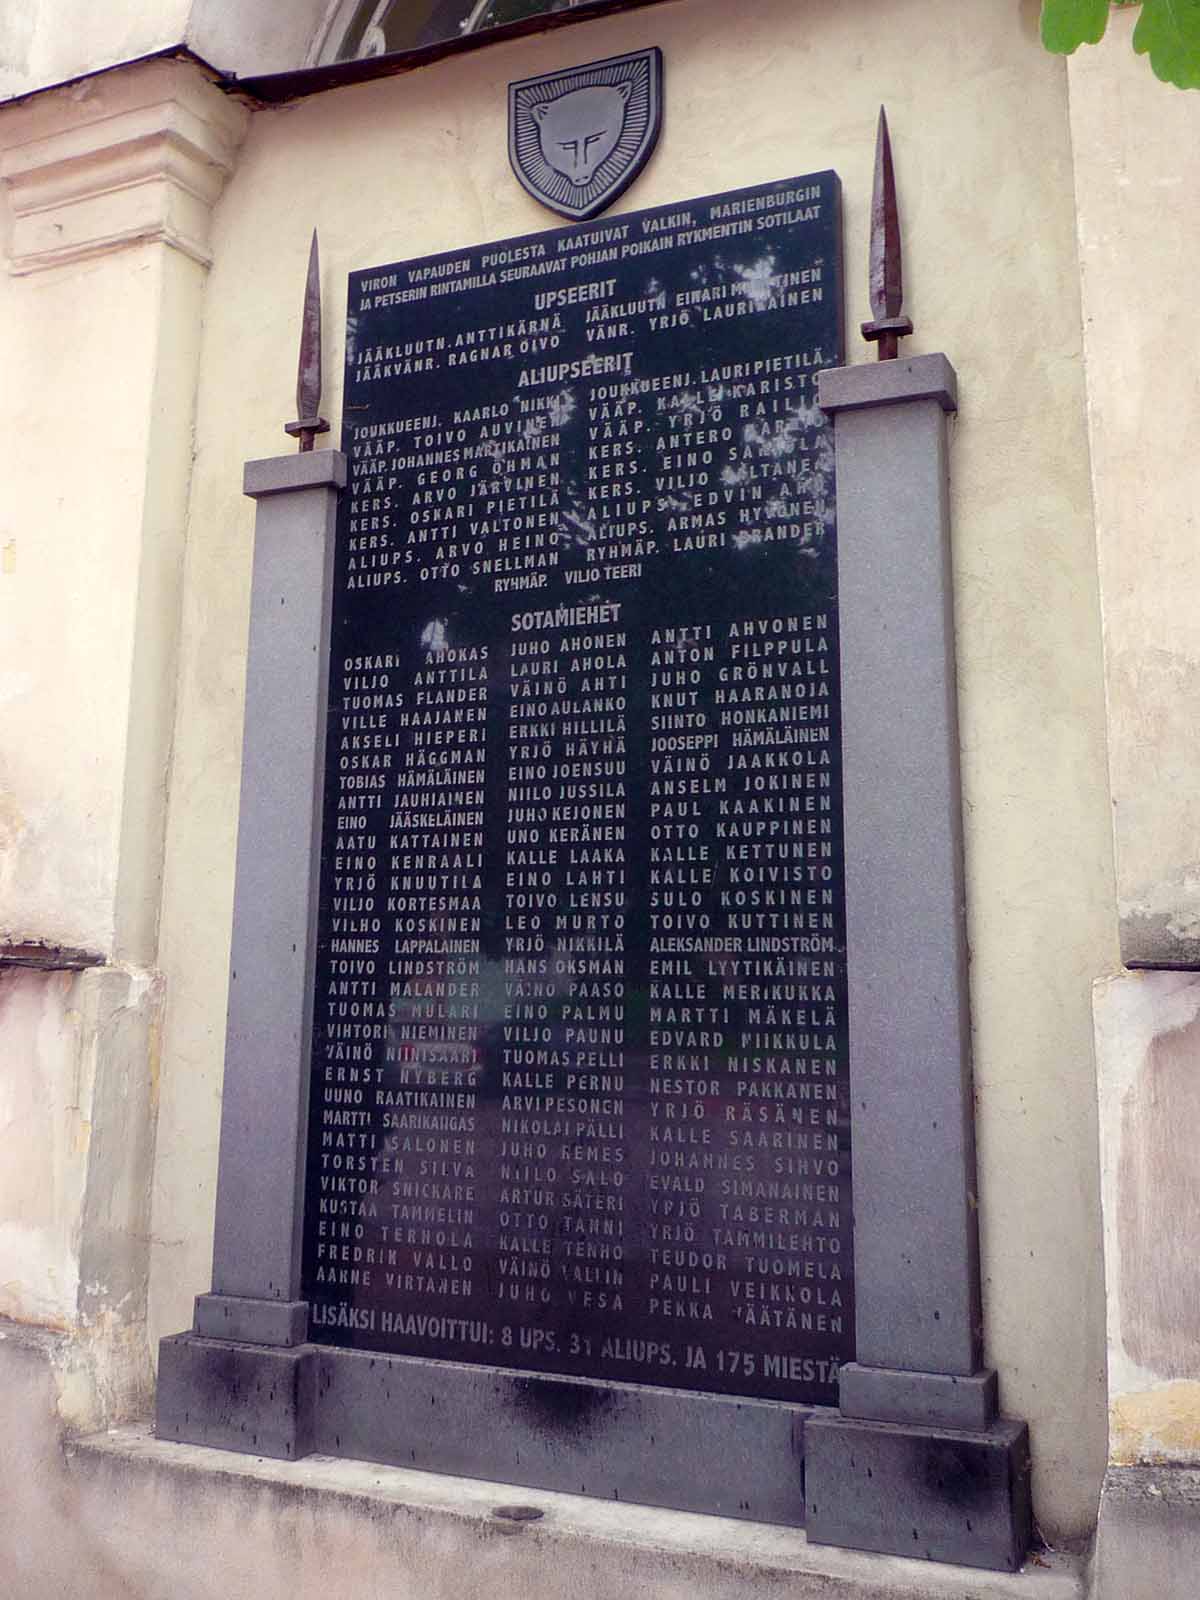 VIRON VAPAUDEN PUOLESTA KAATUIVAT VALKIN, MARIENBURGIN
JA PETSERIN RINTAMILLA SEURAAVAT POHJAN POIKAIN RYKMENTIN SOTILAAT
UPSEERIT
JÄÄKLUUTN. ANTTI KÄRNÄ JÄÄKLUUTN EINARI
JÄÄKVÄNR. RAGNAR OIVO VÄNR. YRJÖ LAURIKAINEN
ALIUPSEERIT
JOUKKUEENJ. KAARLO NIKKI JOUKKUEENJ. LAURI PIETILÄ
VÄÄP. TOIVO AUVINEN VÄÄP. KALLE KARISTO
VÄÄP. JOHANNES MARTIKAINEN VÄÄP. YRJÖ RAILIO
VÄÄP. GEORG ÖHMAN KERS. ANTERO
KERS. ARVO JÄRVINEN KERS. EINO
KERS. OSKARI PIETILÄ KERS. VILJO
KERS. ANTTI VALTONEN ALIUPS. EDVIN AHO
ALIUPS. ARVO HEINO ALIUPS. ARMAS HYVÖNEN
ALIUPS. OTTO SNELLMAN RYHMÄP. LAURI BRANDER
RYHMÄP. VILJO TEERI
SOTAMIEHET
OSKARI AHOKAS JUHO AHONEN ANTTI AHVONEN
VILJO ANTTILA LAURI AHOLA ANTON FILPPULA
TUOMAS FLANDER VÄINÖ AHTI JUHO GRÖNVALL
VILLE HAAJANEN EINO AULANKO KNUT HAARANOJA
AKSELI HIEPERI ERKKI HILLILÄ SIINTO HONKANIEMI
OSKAR HÄGGMAN YRJÖ HÄYHÄ JOOSEPPI HÄMÄLÄINEN
TOBIAS HÄMÄLÄINEN EINO JOENSUU VÄINÖ JAAKKOLA
ANTTI JAUHIAINEN NIILO JUSSILA ANSELM JOKINEN
EINO JÄÄSKELÄINEN JUHO KEJONEN PAUL KAAKINEN
AATU KATTAINEN UNO KERÄNEN OTTO KAUPPINEN
EINO KENRAALI KALLE LAAKA KALLE KETTUNEN
YRJÖ KNUUTILA EINO LAHTI KALLE KOIVISTO
VILJO KORTESMAA TOIVO LENSU SULO KOSKINEN
VILHO KOSKINEN LEO MURTO TOIVO KUTTINEN
HANNES LAPPALAINEN YRJÖ NIKKILÄ ALEKSANDER LINDSTRÖM
TOIVO LINDSTRÖM HANS OKSMAN EMIL LYYTIKÄINEN
ANTTI MALANDER VÄINÖ PAASO KALLE MERIKUKKA
TUOMAS MULARI EINO PALMU MARTTI MÄKELÄ
VIHTORI NIEMINEN VILJO PAUNU EDVARD NIIKKULA
VÄINÖ NIINISAARI TUOMAS PELLI ERKKI NISKANEN
ERNST NYBERG KALLE PERNU NESTOR PAKKANEN
UUNO RAATIKAINEN ARVI PESONEN YRJÖ RÄSÄNEN
MARTTI SAARIKANGAS NIKOLAI PÄLLI KALLE SAARINEN
MATTI SALONEN JUHO REMES JOHANNES SIHVO
TORSTEN SILVA NIILO SALO EVALD SIMANAINEN
VIKTOR SNICKARE ARTUR SÄTERI YRJÖ TABERMAN
KUSTAA TAMMELIN OTTO TAMMI YRJÖ TAMMILEHTO
EINO TERHOLA KALLE TENHO TEUDOR TUOMELA
FREDRIK VALLO VÄINÖ VALLIN PAULI VEIKKOLA
AARNE VIRTANEN JUHO VESA PEKKA VÄÄTÄNEN
LISÄKSI HAAVOITTUI: 8 UPS. 31 ALIUPS. JA 175 MIESTÄ